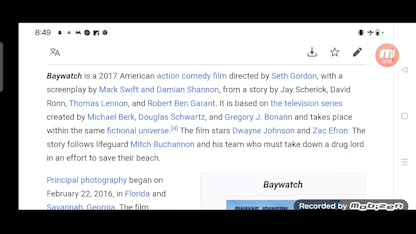 8:49
Baywatch is a 2017 American action comedy film directed by Seth Gordon, with a
screenplay by Mark Swift and Damian Shannon, from a story by Jay Scherick, David
Ronn, Thomas Lennon, and Robert Ben Garant. It is based on the television series
created by Michael Berk, Douglas Schwartz, and Gregory J. Bonann and takes place
within the same fictional universe.[4] The film stars Dwayne Johnson and Zac Efron. The
story follows lifeguard Mitch Buchannon and his team who must take down a drug lord
in an effort to save their beach.
Principal photography began on
February 22, 2016, in Florida and
Savannah, Georgia. The film
Baywatch
DWAYNE JOHNSON
Recorded by Mobizen